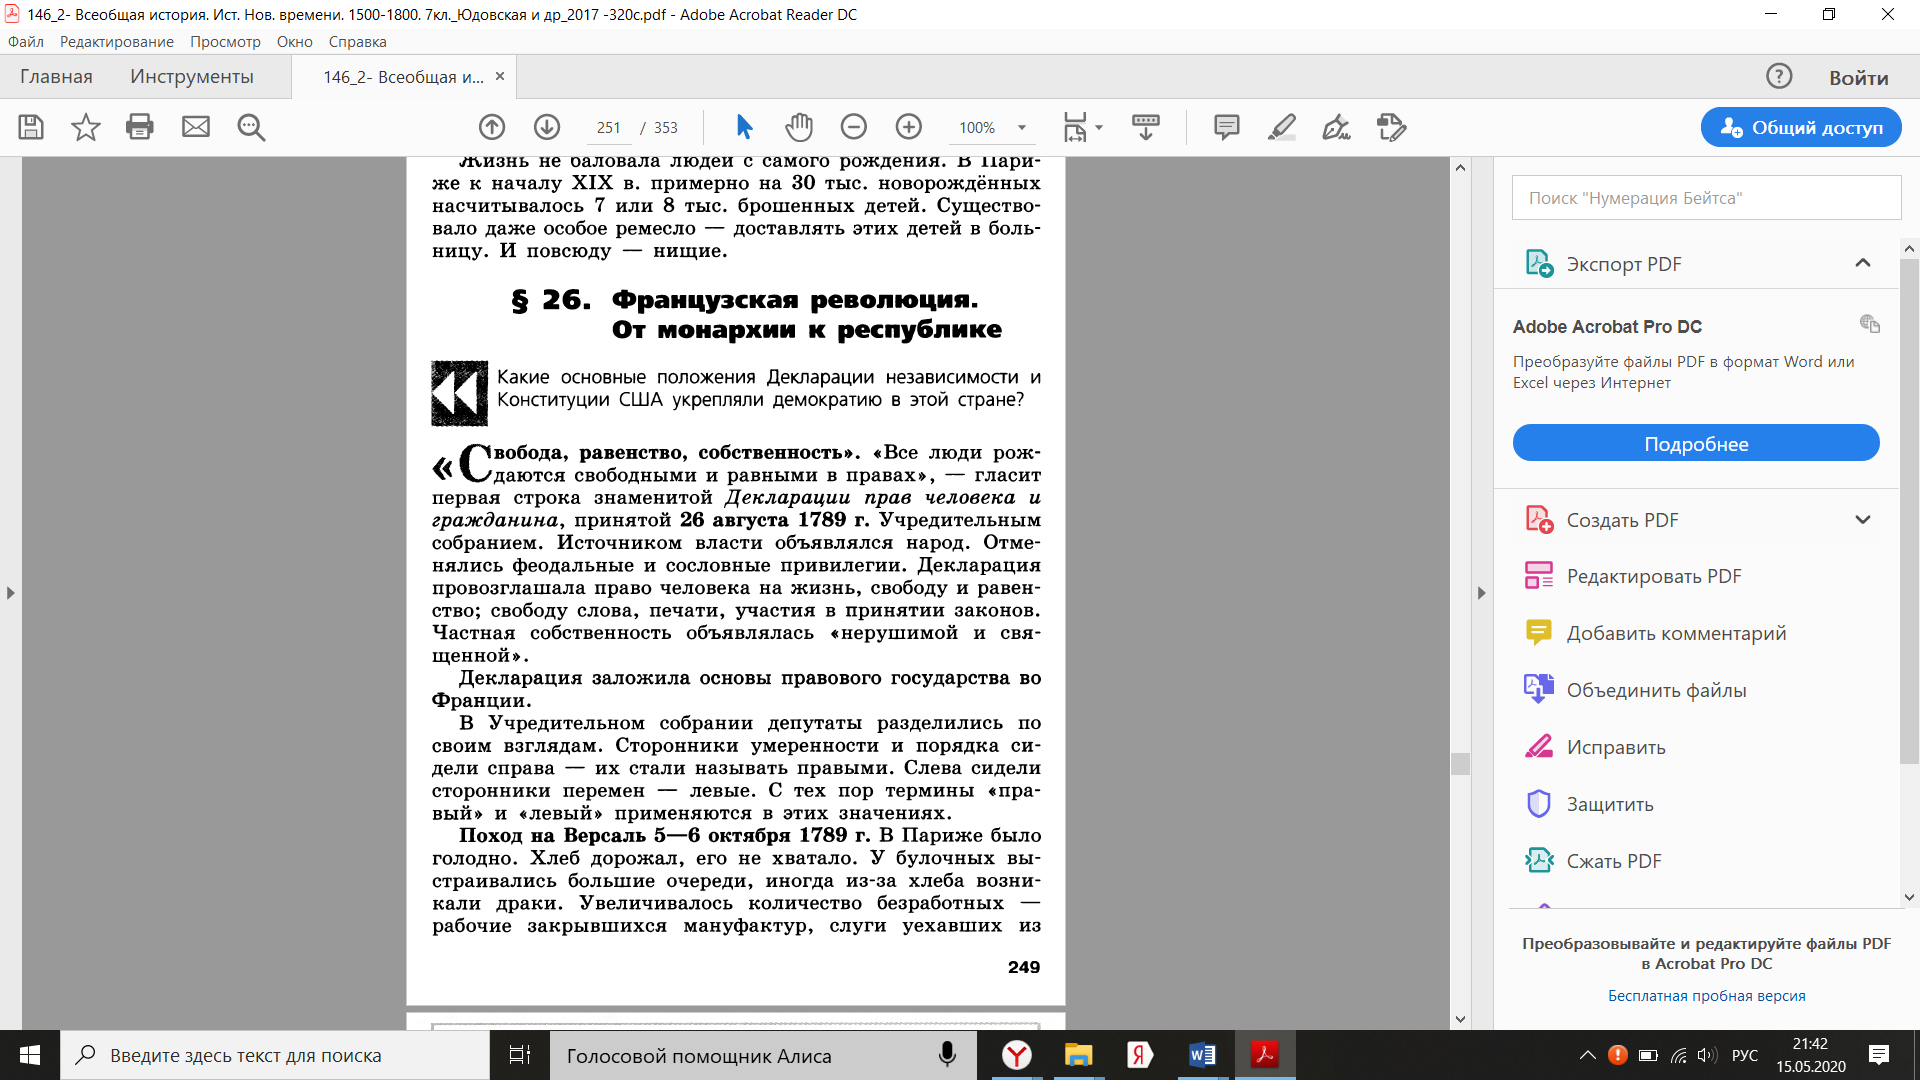 146_2- Всеобщая история. Ист. Нов. времени. 1500-1800. 7кл._Юдовская и др_2017 -320с.pdf - Adobe Acrobat Reader DC
Файл Редактирование Просмотр Окно Справка
Главная Инструменты 146_2- Всеобщая и... × Войти
251 / 353 100% Общий доступ
Жизнь не баловала людей с самого рождения. В Пари-
же к началу XIX в. примерно на 30 тыс. новорождённых
насчитывалось 7 или 8 тыс. брошенных детей. Существо-
вало даже особое ремесло — доставлять этих детей в боль-
ницу. И повсюду — нищие.
§ 26. Французская революция.
От монархии к республике
Какие основные положения Декларации независимости и
Конституции США укрепляли демократию в этой стране?
«Свобода, равенство, собственность». «Все люди рож-
даются свободными и равными в правах», — гласит
первая строка знаменитой Декларации прав человека и
гражданина, принятой 26 августа 1789 г. Учредительным
собранием. Источником власти объявлялся народ. Отме-
нялись феодальные и сословные привилегии. Декларация
провозглашала право человека на жизнь, свободу и равен-
ство; свободу слова, печати, участия в принятии законов.
Частная собственность объявлялась «нерушимой и свя-
щенной».
Декларация заложила основы правового государства во
Франции.
В Учредительном собрании депутаты разделились по
своим взглядам. Сторонники умеренности и порядка си-
дели справа — их стали называть правыми. Слева сидели
сторонники перемен — левые. С тех пор термины «пра-
вый» и «левый» применяются в этих значениях.
Поход на Версаль 5—6 октября 1789 г. В Париже было
голодно. Хлеб дорожал, его не хватало. У булочных вы-
страивались большие очереди, иногда из-за хлеба возни-
кали драки. Увеличивалось количество безработных —
рабочие закрывшихся мануфактур, слуги уехавших из
249
Поиск "Нумерация Бейтса"
Экспорт PDF
Adobe Acrobat Pro DC
Преобразуйте файлы PDF в формат Word или
Excel через Интернет
Подробнее
Создать PDF
Редактировать PDF
Добавить комментарий
Объединить файлы
Исправить
Защитить
Сжать PDF
Преобразовывайте и редактируйте файлы PDF
в Acrobat Pro DC
Бесплатная пробная версия
Введите здесь текст для поиска Голосовой помощник Алиса РУС 21:42
15.05.2020